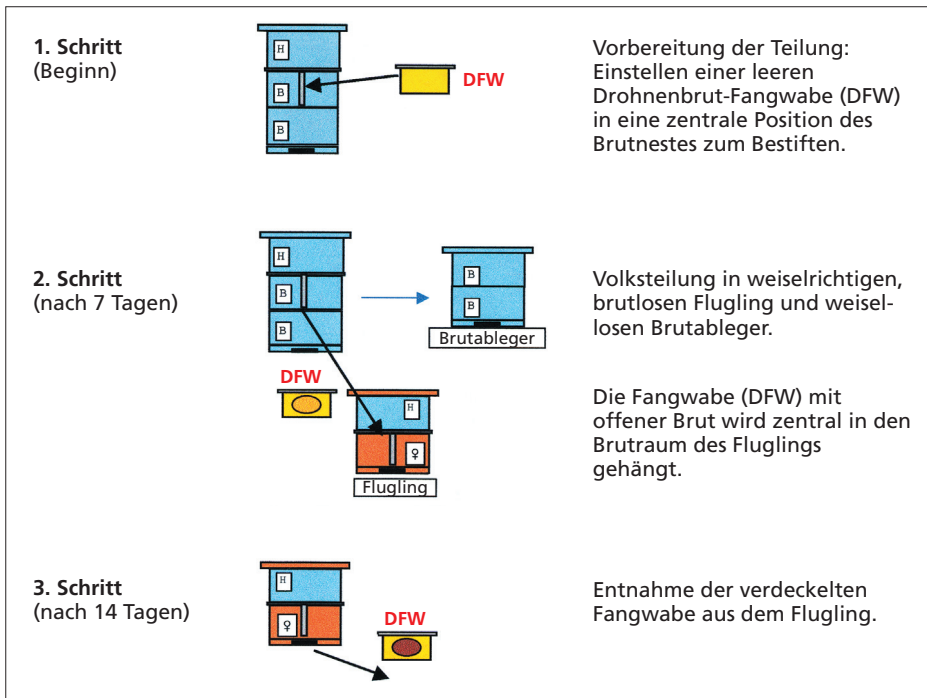 1. Schritt
(Beginn)
H
B
B
DFW
Vorbereitung der Teilung:
Einstellen einer leeren
Drohnenbrut-Fangwabe (DFW)
in eine zentrale Position des
Brutnestes zum Bestiften.
2. Schritt
(nach 7 Tagen)
H
B
B
B
B
Brutableger
Volksteilung in weiselrichtigen,
brutlosen Flugling und weisel-
losen Brutableger.
DFW
H
♀
Flugling
Die Fangwabe (DFW) mit
offener Brut wird zentral in den
Brutraum des Fluglings
gehängt.
3. Schritt
(nach 14 Tagen)
H
♀
DFW
Entnahme der verdeckelten
Fangwabe aus dem Flugling.